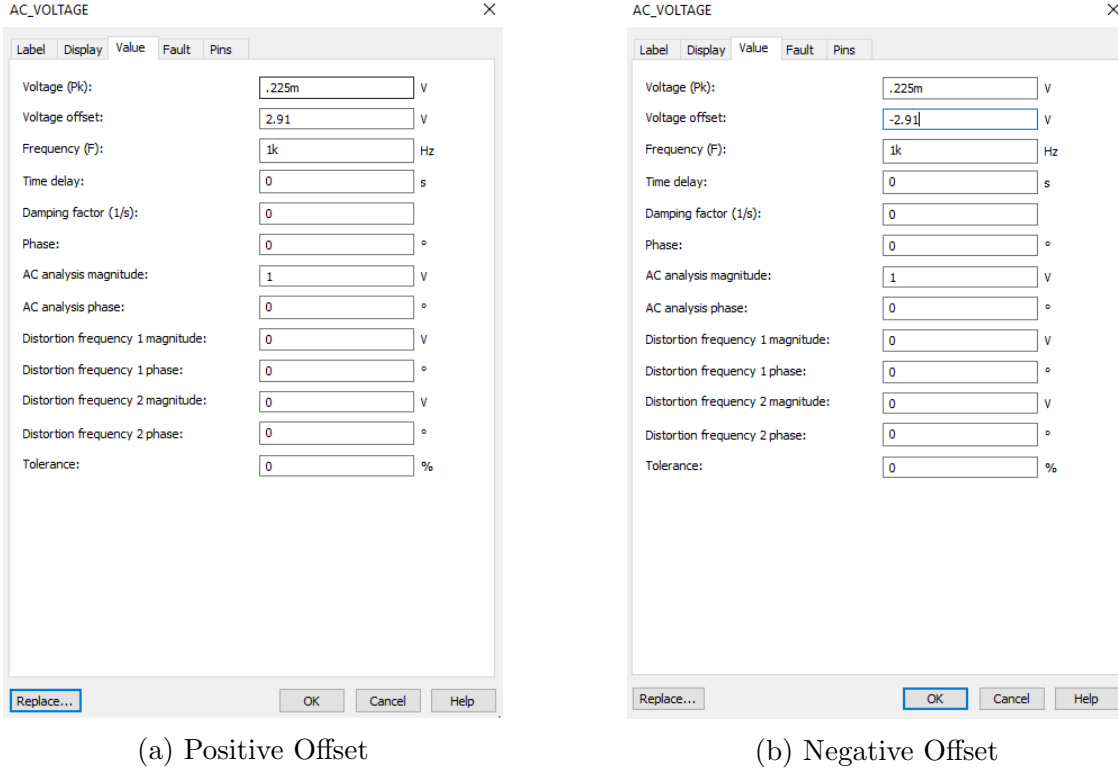 AC_VOLTAGE
Label Display Value Fault Pins
Voltage (Pk): .225m V
Voltage offset: 2.91 V
Frequency (F): 1k Hz
Time delay: 0 s
Damping factor (1/s): 0
Phase: 0 °
AC analysis magnitude: 1 V
AC analysis phase: 0 °
Distortion frequency 1 magnitude: 0 V
Distortion frequency 1 phase: 0 °
Distortion frequency 2 magnitude: 0 V
Distortion frequency 2 phase: 0 °
Tolerance: 0 %
Replace... OK Cancel Help
(a) Positive Offset
AC_VOLTAGE
Label Display Value Fault Pins
Voltage (Pk): .225m V
Voltage offset: -2.91 V
Frequency (F): 1k Hz
Time delay: 0 s
Damping factor (1/s): 0
Phase: 0 °
AC analysis magnitude: 1 V
AC analysis phase: 0 °
Distortion frequency 1 magnitude: 0 V
Distortion frequency 1 phase: 0 °
Distortion frequency 2 magnitude: 0 V
Distortion frequency 2 phase: 0 °
Tolerance: 0 %
Replace... OK Cancel Help
(b) Negative Offset